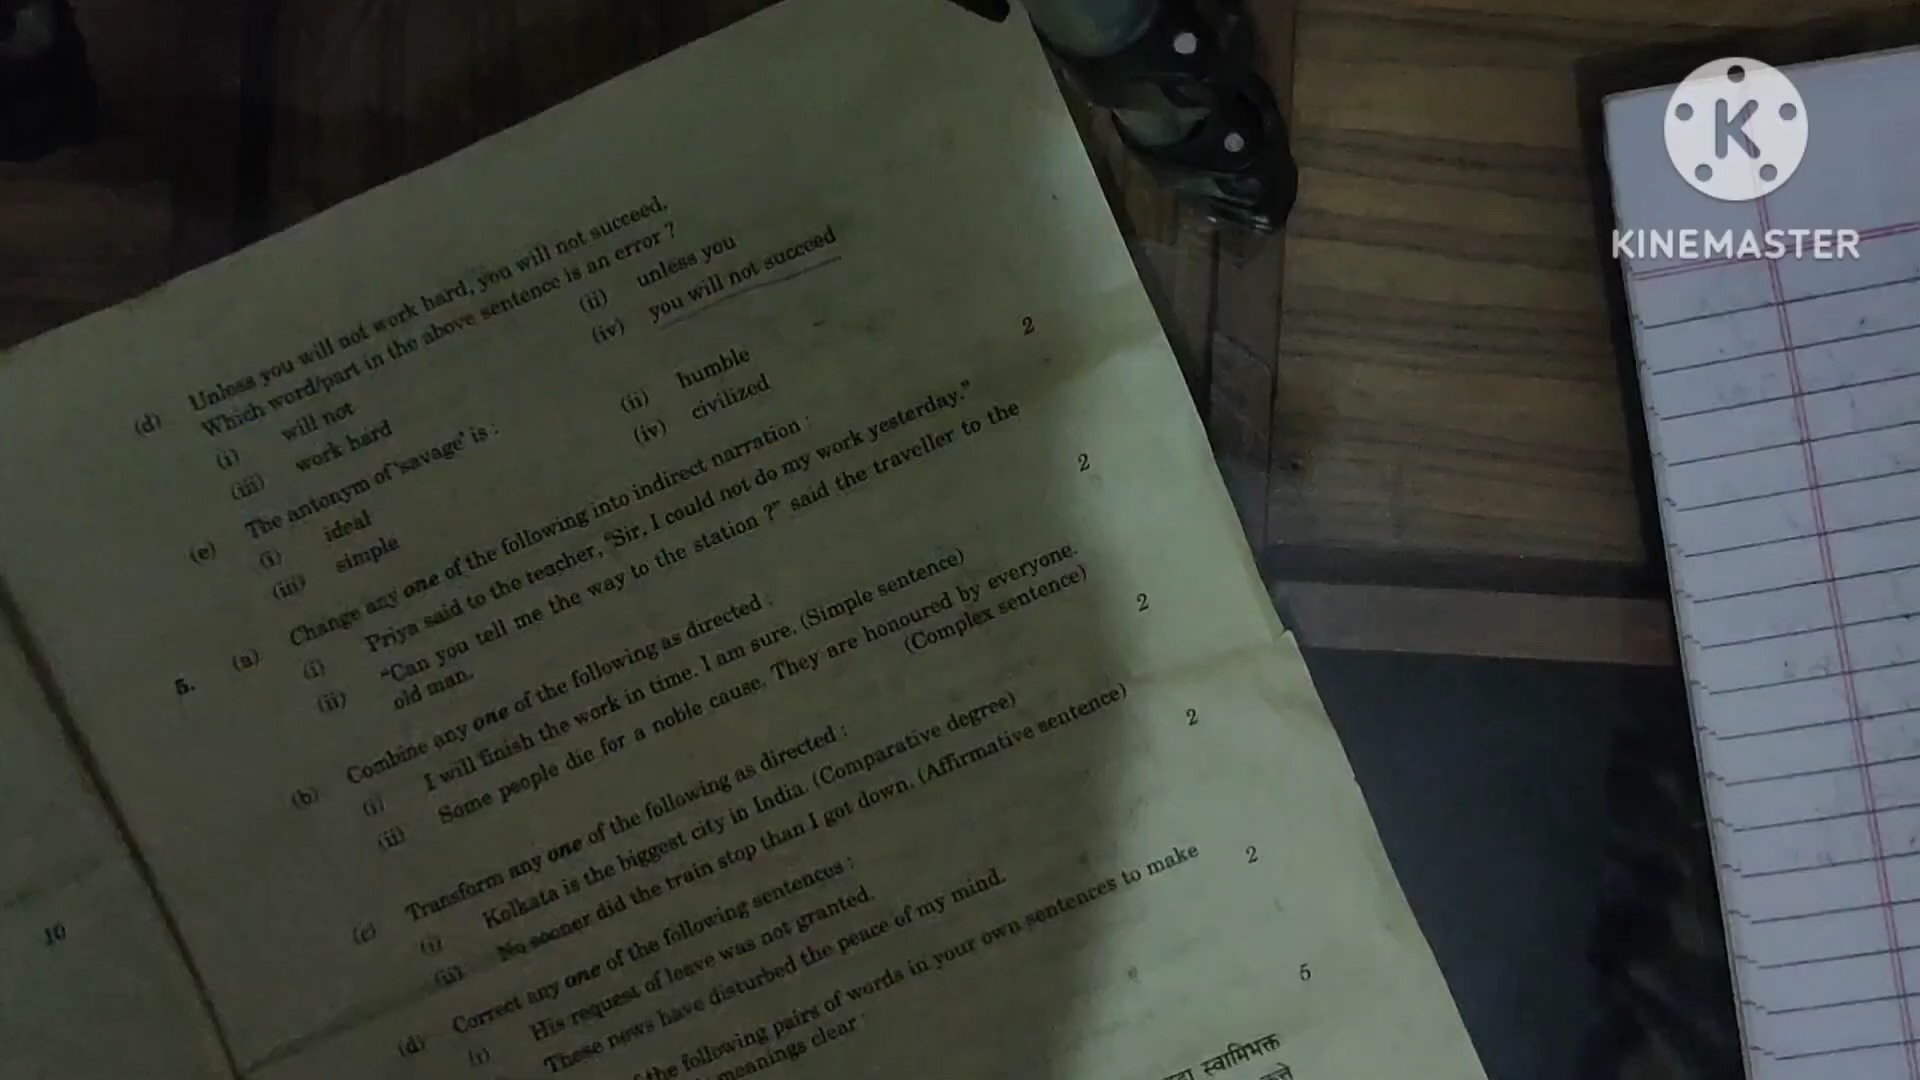 (d) Unless you will not work hard, you will not succeed,
Which word/part in the above sentence is an error ?
(i) will not (ii) unless you
(iii) work hard (iv) you will not succeed
(e) The antonym of 'savage' is :
(i) ideal (ii) humble
(iii) simple (iv) civilized
5. (a) Change any one of the following into indirect narration : 2
(i) Priya said to the teacher, "Sir, I could not do my work yesterday."
(ii) "Can you tell me the way to the station ?" said the traveller to the
old man.
(b) Combine any one of the following as directed : 2
(i) I will finish the work in time. I am sure. (Simple sentence)
(ii) Some people die for a noble cause. They are honoured by everyone.
(Complex sentence)
(c) Transform any one of the following as directed : 2
(i) Kolkata is the biggest city in India. (Comparative degree)
(ii) No sooner did the train stop than I got down. (Affirmative sentence)
(d) Correct any one of the following sentences : 2
(i) His request of leave was not granted.
These news have disturbed the peace of my mind.
the following pairs of words in your own sentences to make 2
meanings clear :
5
स्वामिभक्त
10
K
KINEMASTER